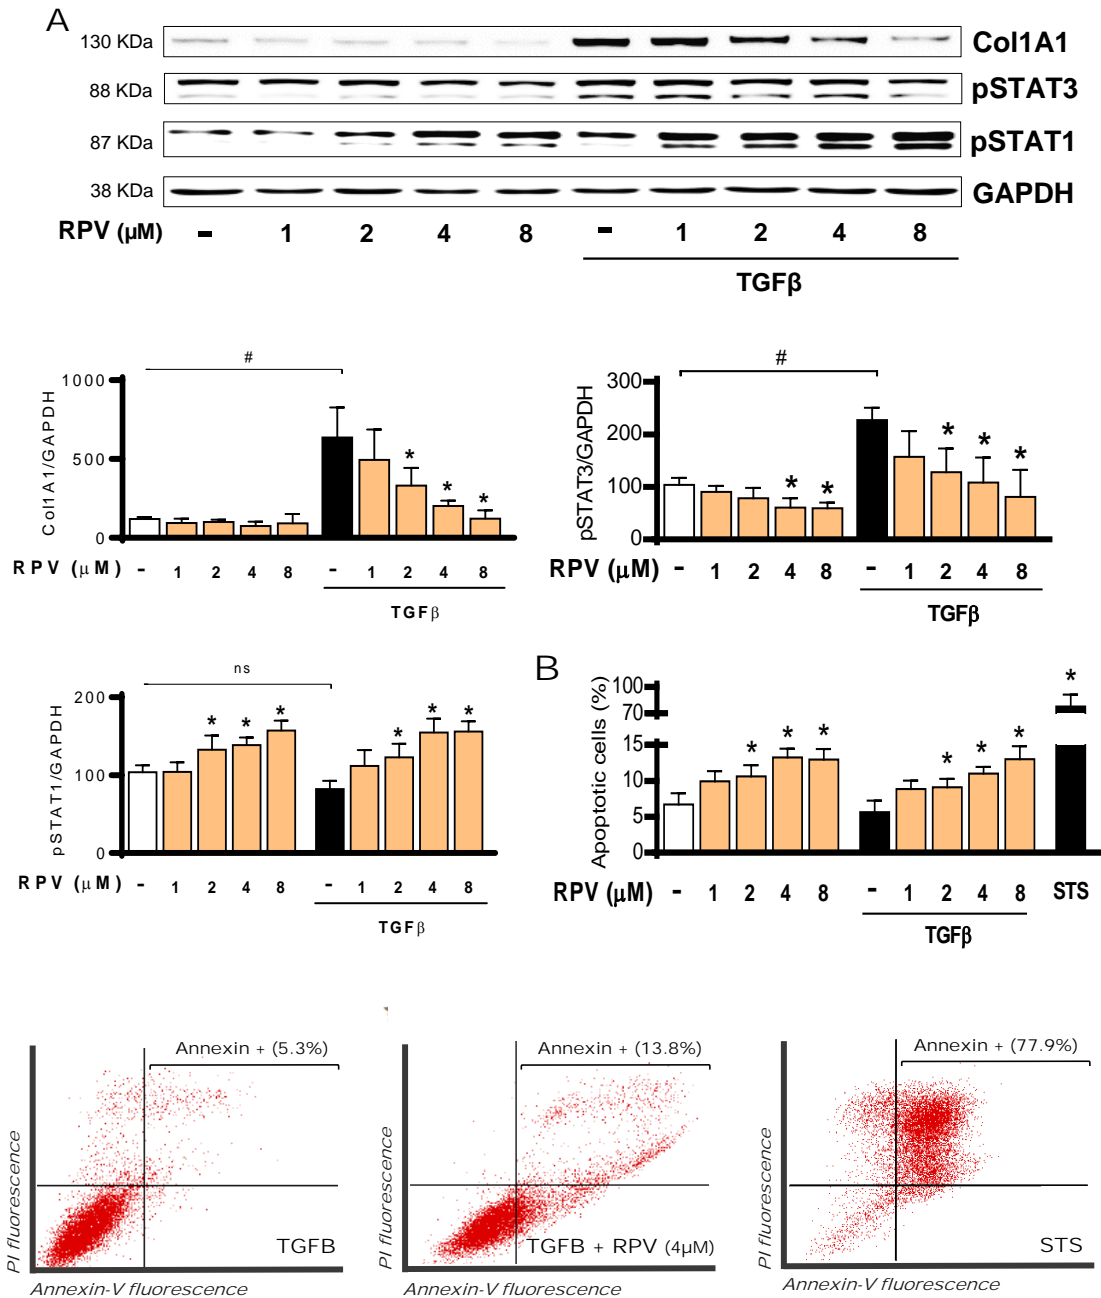 A
130 KDa
Col1A1
88 KDa
pSTAT3
87 KDa
pSTAT1
38 KDa
GAPDH
RPV (µM) - 1 2 4 8 - 1 2 4 8
TGFβ
#
1000
500
0
Col1A1/GAPDH
* * *
RPV (µM) - 1 2 4 8 - 1 2 4 8
TGFβ
#
300
200
100
0
pSTAT3/GAPDH
* * * * *
RPV (µM) - 1 2 4 8 - 1 2 4 8
TGFβ
ns
200
100
0
pSTAT1/GAPDH
* * * * * *
RPV (µM) - 1 2 4 8 - 1 2 4 8
TGFβ
B
100
70
15
10
5
0
Apoptotic cells (%)
* * * * * * *
RPV (µM) - 1 2 4 8 - 1 2 4 8 STS
TGFβ
Annexin + (5.3%)
PI fluorescence
TGFB
Annexin-V fluorescence
Annexin + (13.8%)
PI fluorescence
TGFB + RPV (4µM)
Annexin-V fluorescence
Annexin + (77.9%)
PI fluorescence
STS
Annexin-V fluorescence